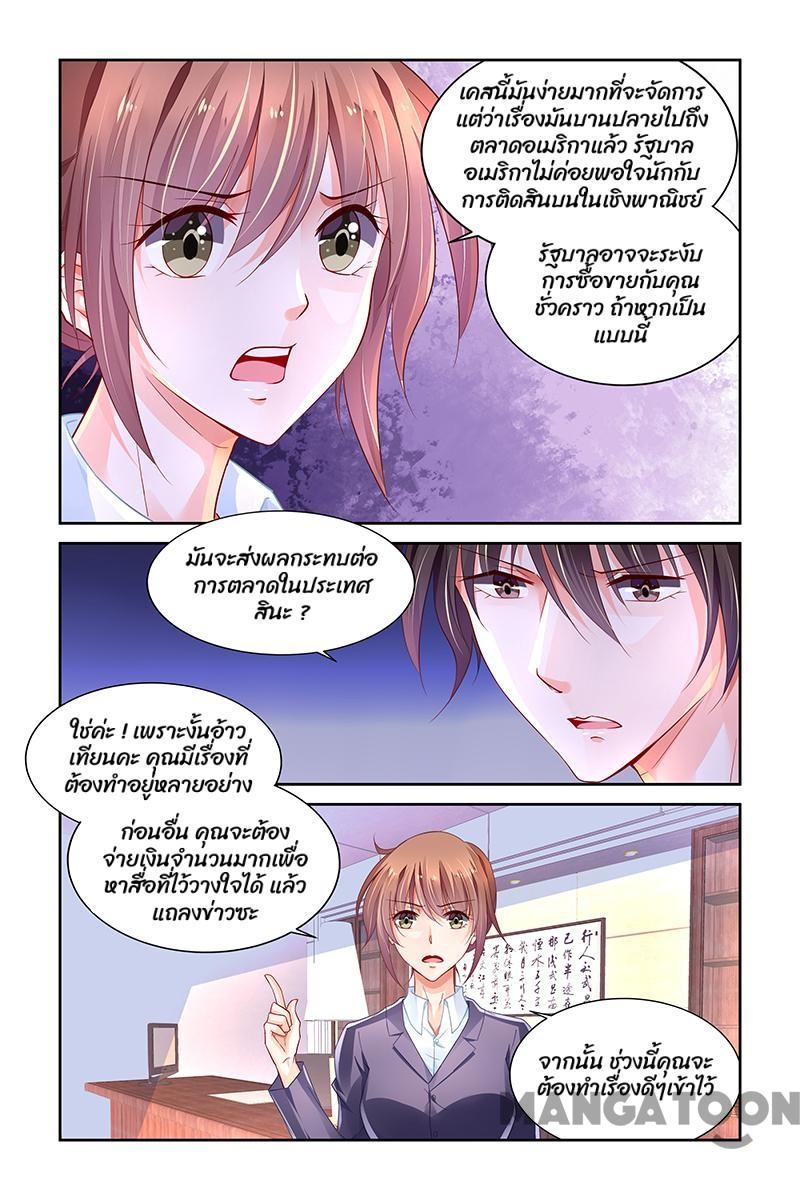 เคสนี้มันง่ายมากที่จะจัดการ
แต่ว่าเรื่องมันบานปลายไปถึง
ตลาดอเมริกาแล้ว รัฐบาล
อเมริกาไม่ค่อยพอใจนักกับ
การติดสินบนในเชิงพาณิชย์
รัฐบาลอาจจะระงับ
การซื้อขายกับคุณ
ชั่วคราว ถ้าหากเป็น
แบบนี้
มันจะส่งผลกระทบต่อ
การตลาดในประเทศ
สินะ ?
ใช่ค่ะ ! เพราะงั้นอ้าว
เทียนคะ คุณมีเรื่องที่
ต้องทำอยู่หลายอย่าง
ก่อนอื่น คุณจะต้อง
จ่ายเงินจำนวนมากเพื่อ
หาสื่อที่ไว้วางใจได้ แล้ว
แถลงข่าวซะ
จากนั้น ช่วงนี้คุณจะ
ต้องทำเรื่องดีๆเข้าไว้
MANGATOON